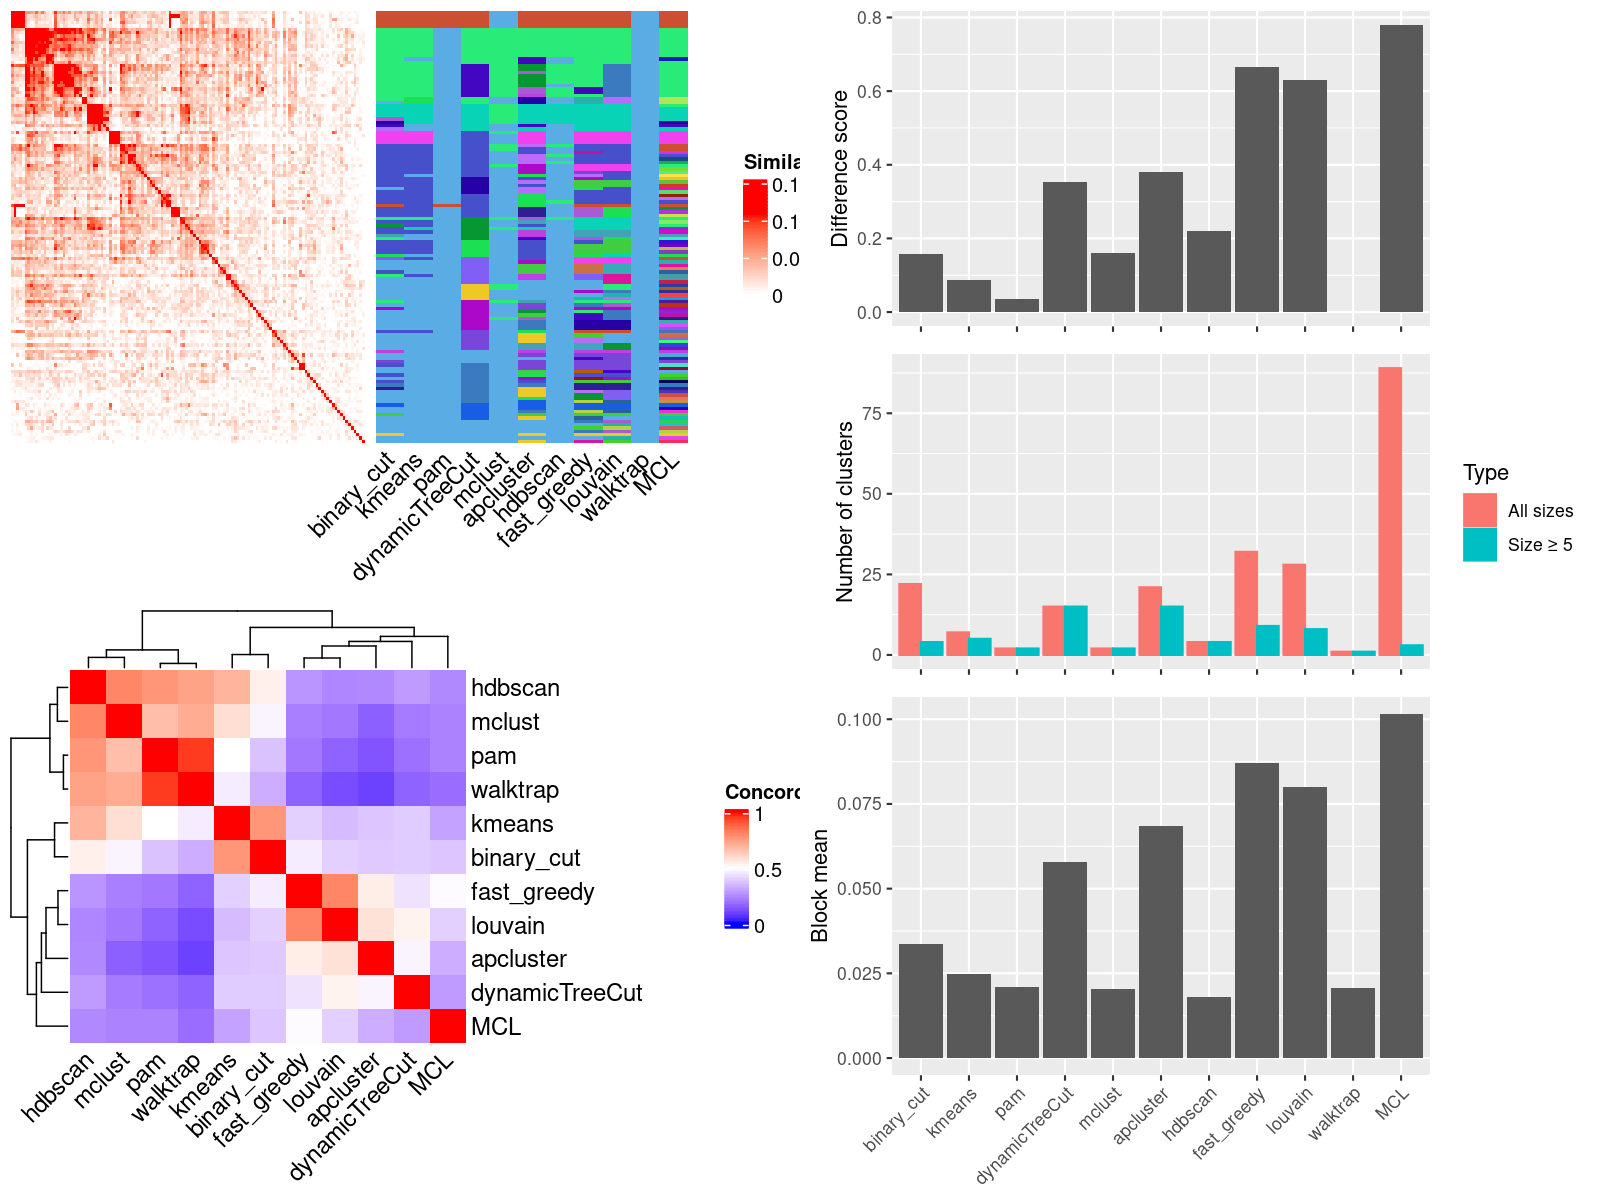 Simila
0.1
0.1
0.0
0
binary_cut
kmeans
pam
dynamicTreeCut
mclust
apcluster
hdbscan
fast_greedy
louvain
walktrap
MCL
hdbscan
mclust
pam
walktrap
kmeans
binary_cut
fast_greedy
louvain
apcluster
dynamicTreeCut
MCL
hdbscan
mclust
pam
walktrap
kmeans
binary_cut
fast_greedy
louvain
apcluster
dynamicTreeCut
MCL
Concord
1
0.5
0
Difference score
0.8
0.6
0.4
0.2
0.0
Number of clusters
75
50
25
0
Type
All sizes
Size ≥ 5
Block mean
0.100
0.075
0.050
0.025
0.000
binary_cut
kmeans
pam
dynamicTreeCut
mclust
apcluster
hdbscan
fast_greedy
louvain
walktrap
MCL